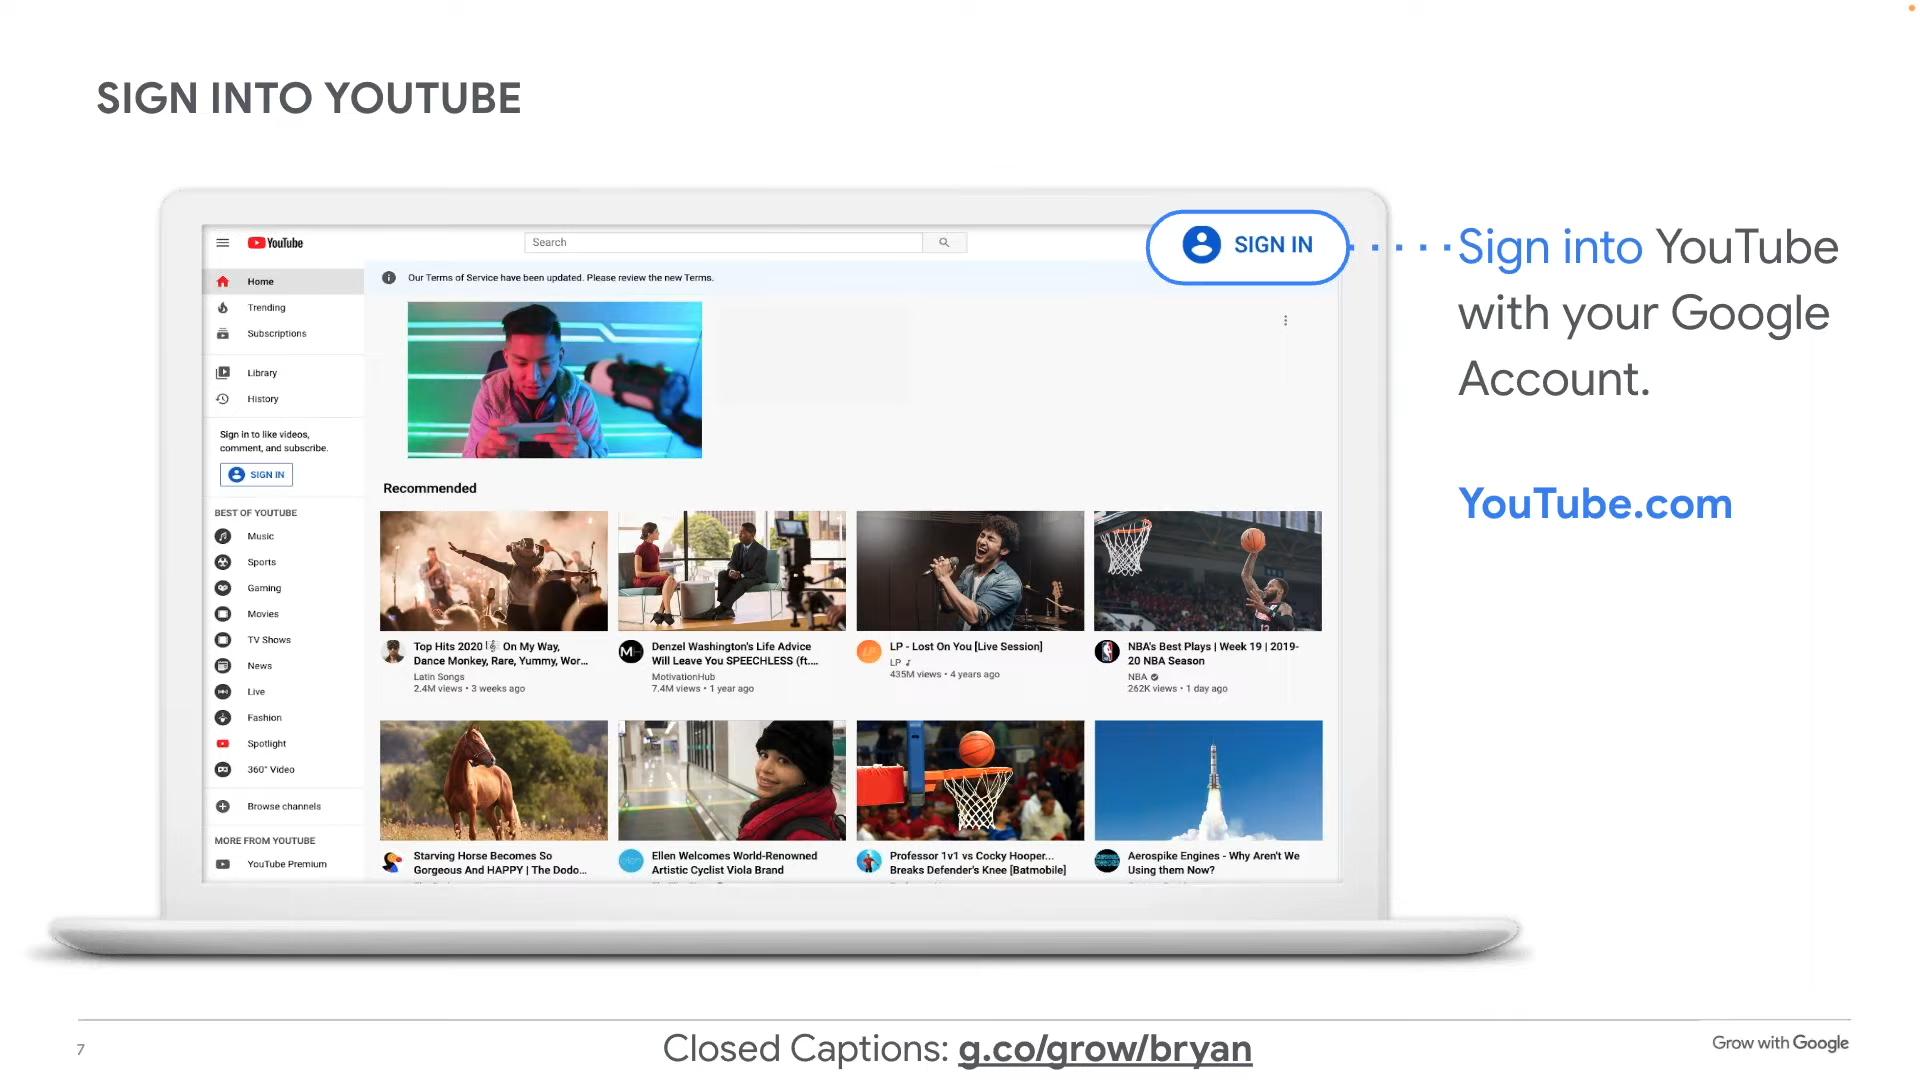 SIGN INTO YOUTUBE
YouTube
Search
SIGN IN
Sign into YouTube
with your Google
Account.
YouTube.com
Home
Trending
Subscriptions
Library
History
Sign in to like videos,
comment, and subscribe.
SIGN IN
BEST OF YOUTUBE
Music
Sports
Gaming
Movies
TV Shows
News
Live
Fashion
Spotlight
360° Video
Browse channels
MORE FROM YOUTUBE
YouTube Premium
Our Terms of Service have been updated. Please review the new Terms.
Recommended
Top Hits 2020 🎼 On My Way,
Dance Monkey, Rare, Yummy, Wor...
Latin Songs
2.4M views • 3 weeks ago
Denzel Washington's Life Advice
Will Leave You SPEECHLESS (ft....
MotivationHub
7.4M views • 1 year ago
LP - Lost On You [Live Session]
LP ♪
435M views • 4 years ago
NBA's Best Plays | Week 19 | 2019-
20 NBA Season
NBA
262K views • 1 day ago
Starving Horse Becomes So
Gorgeous And HAPPY | The Dodo...
Ellen Welcomes World-Renowned
Artistic Cyclist Viola Brand
Professor 1v1 vs Cocky Hooper...
Breaks Defender's Knee [Batmobile]
Aerospike Engines - Why Aren't We
Using them Now?
7
Closed Captions: g.co/grow/bryan
Grow with Google